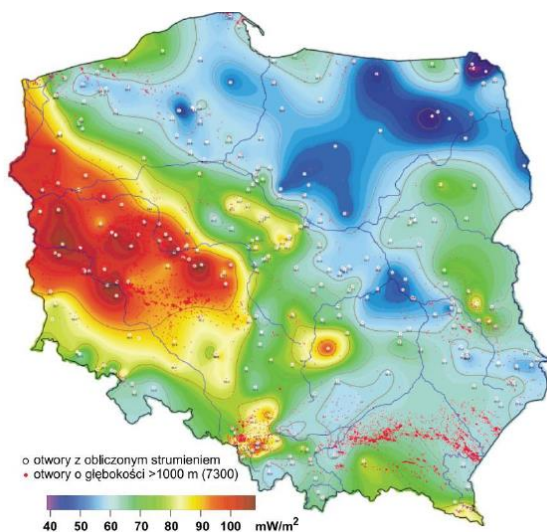 otwory z obliczonym strumieniem
otwory o głębokości >1000 m (7300)
40 50 60 70 80 90 100 mW/m²